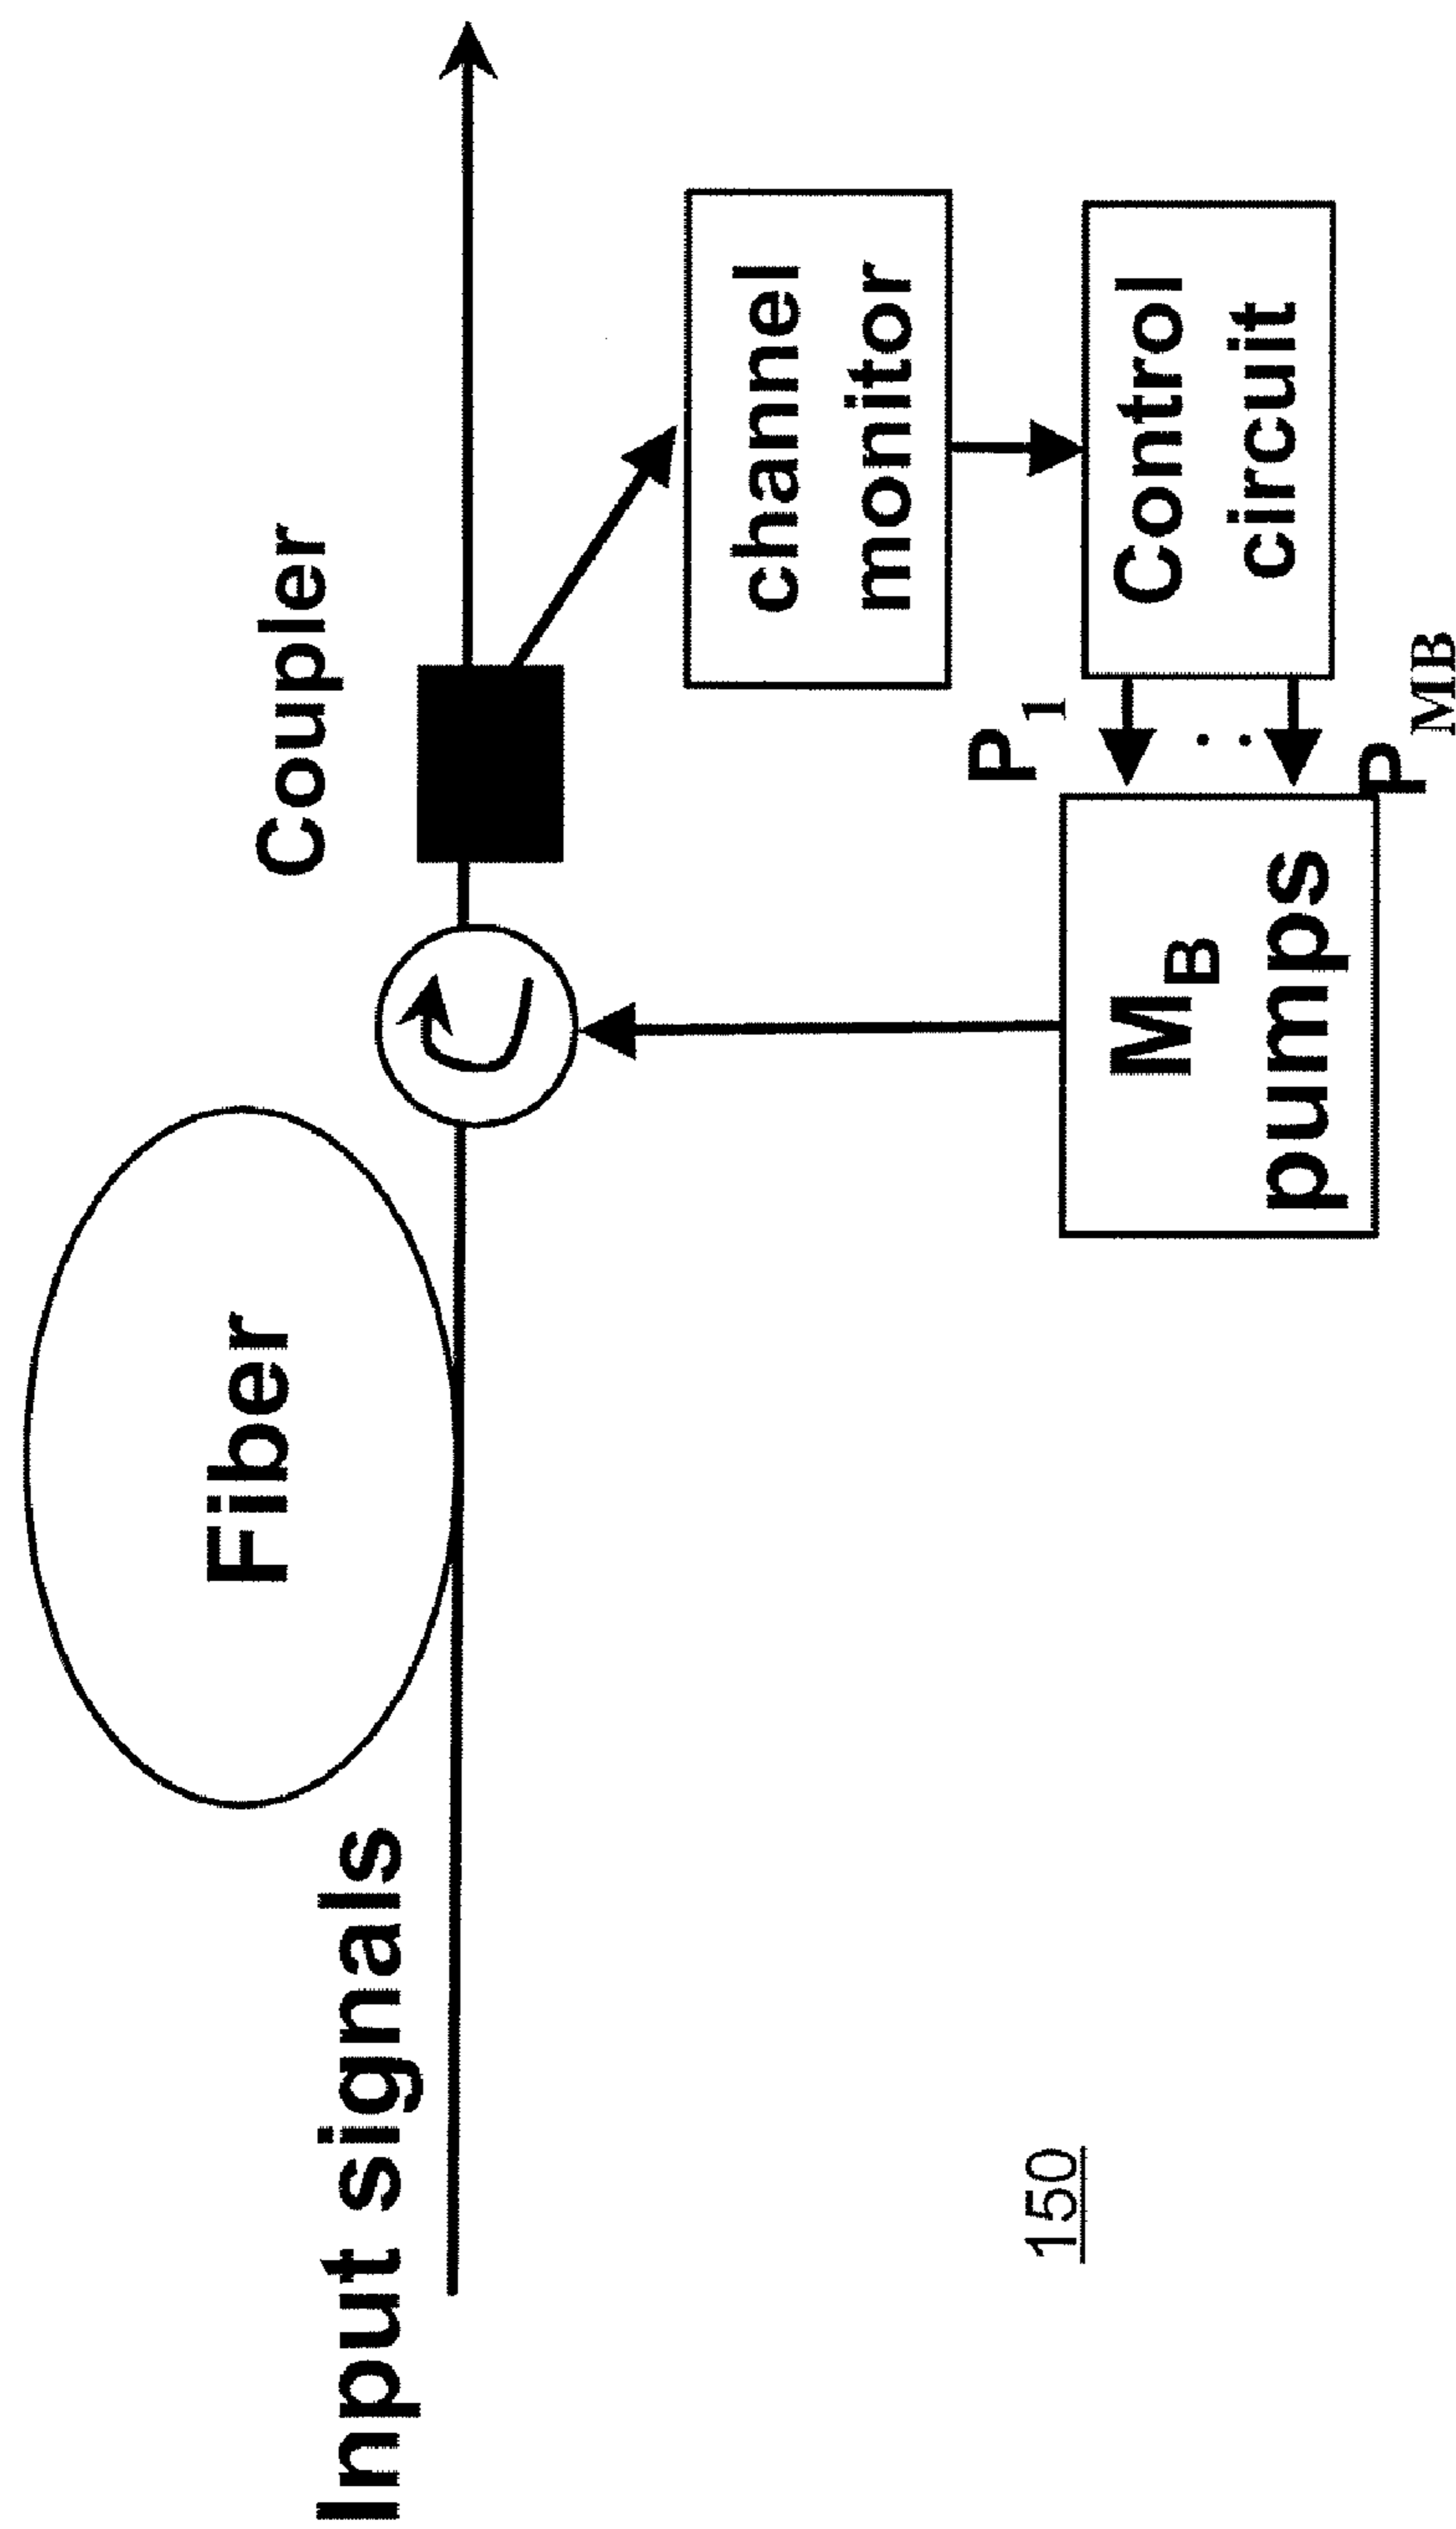 Input signals
Fiber
Coupler
channel
monitor
Control
circuit
P1
PMB
MB
pumps
150